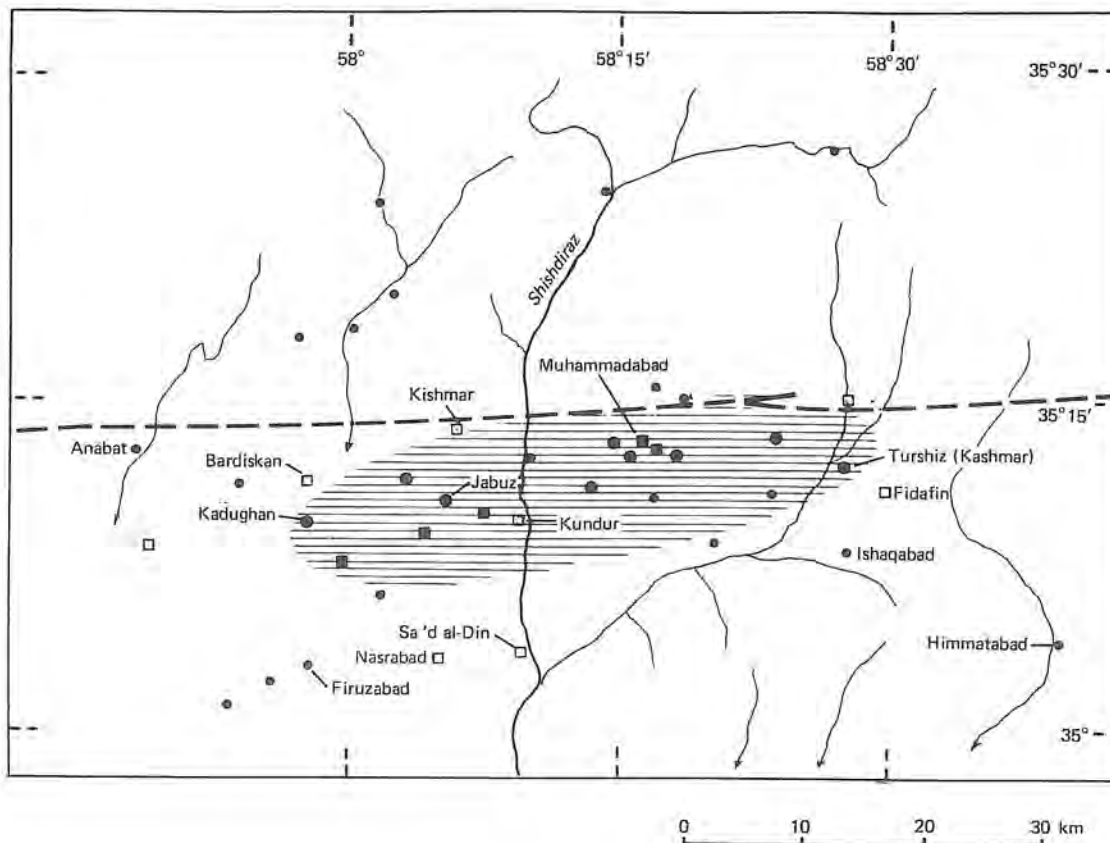 58°
58°15'
58°30'
35°30'
Shishdiraz
Muhammadabad
Kishmar
35°15'
Anabat
Bardiskan
Turshiz (Kashmar)
Jabuz
Fidafin
Kadughan
Kundur
Ishaqabad
Sa'd al-Din
Himmatabad
Nasrabad
Firuzabad
35°
0 10 20 30 km